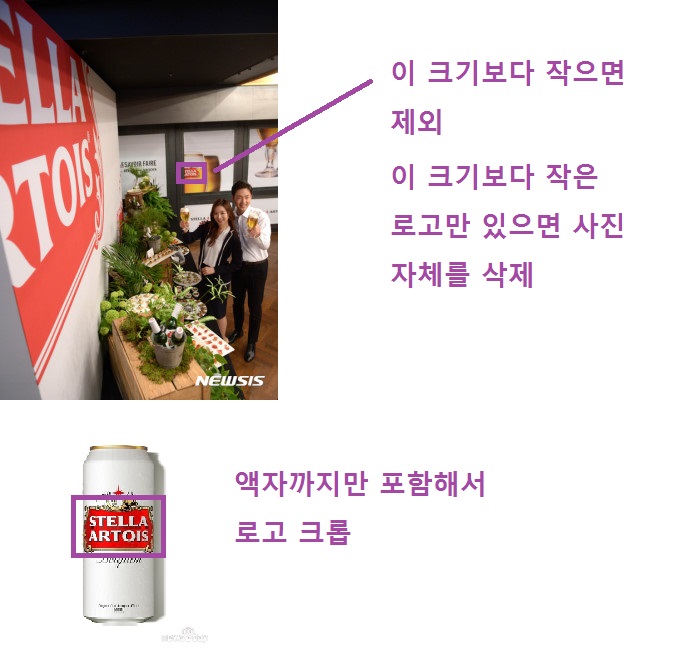 STELLA
ARTOIS
SAVOIR FAIRE
이 크기보다 작으면
제외
이 크기보다 작은
로고만 있으면 사진
자체를 삭제
NEWSIS
STELLA
ARTOIS
Belgium
액자까지만 포함해서
로고 크롭